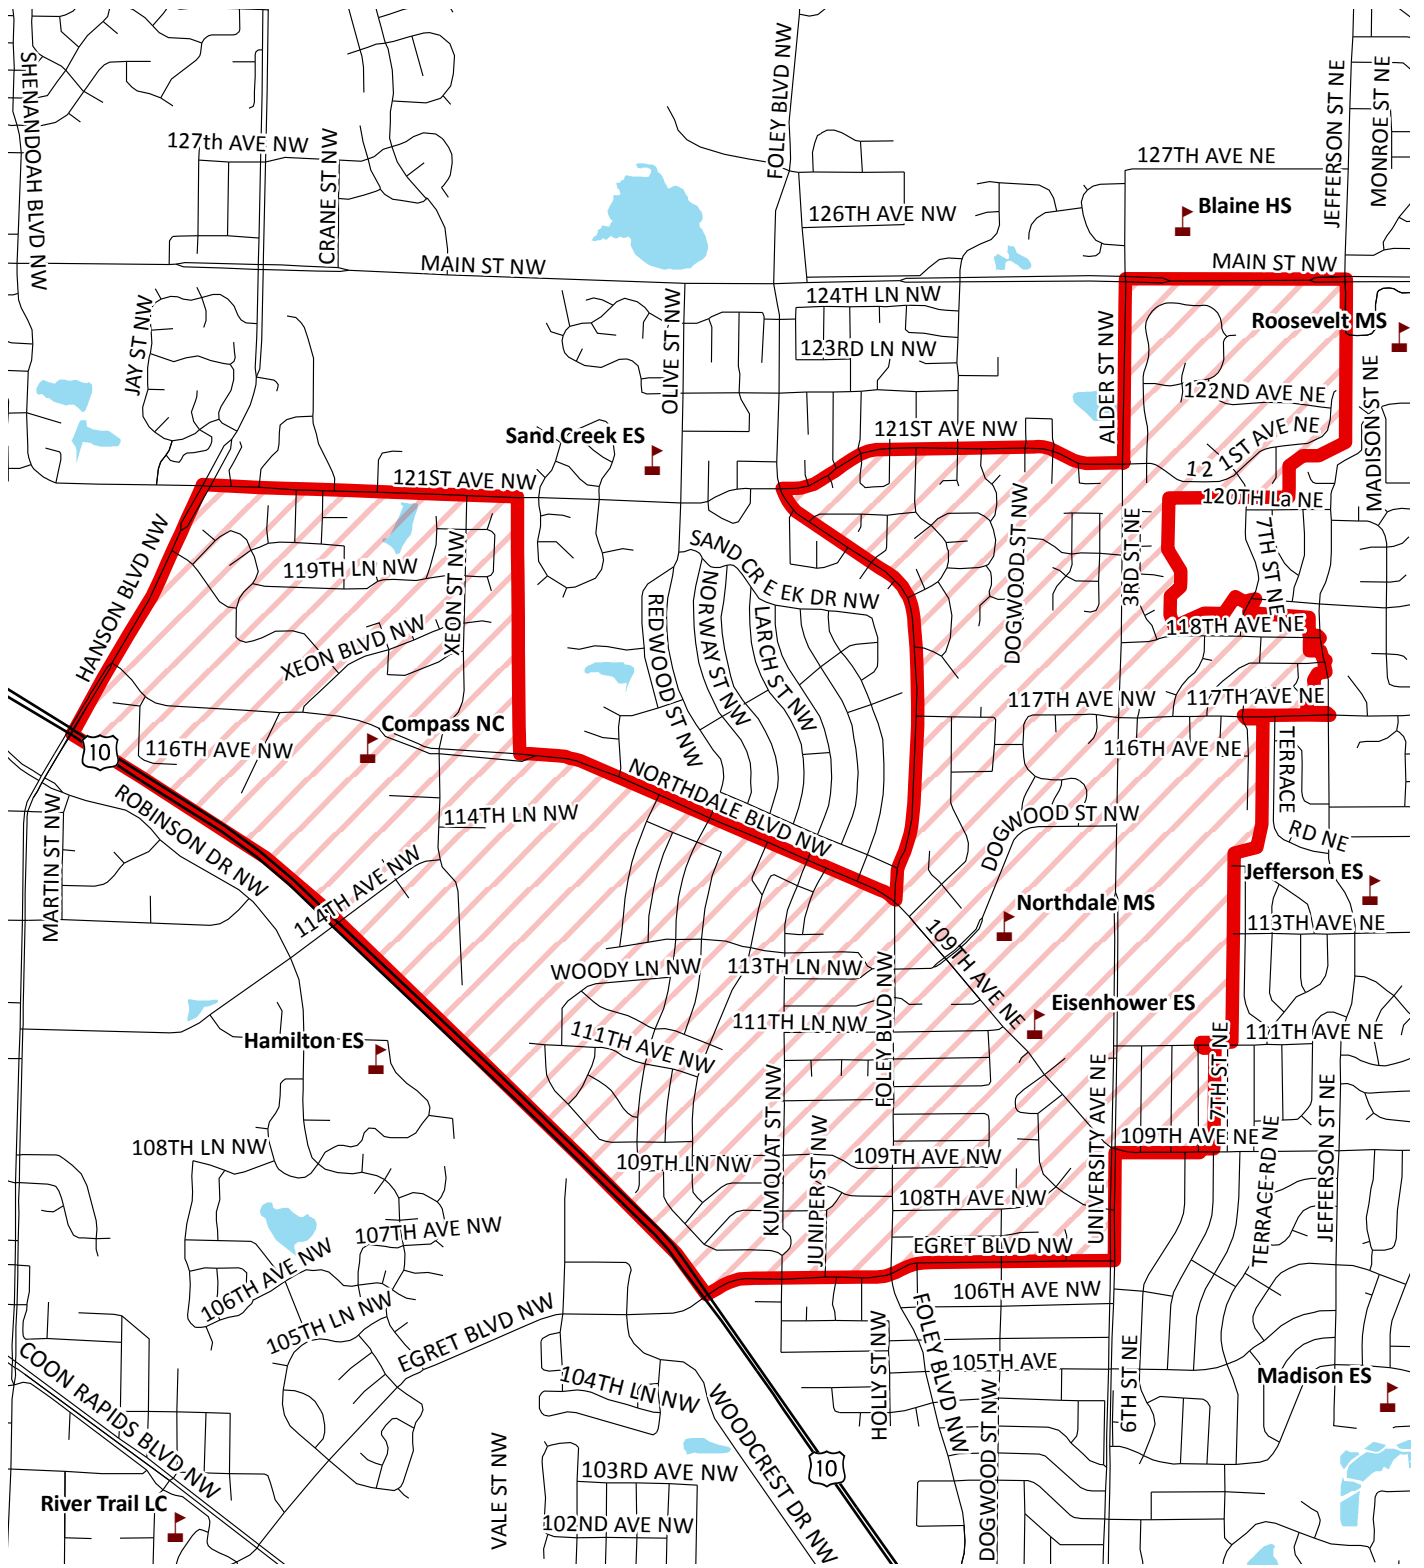 SHENANDOAH BLVD NW
127th AVE NW
CRANE ST NW
FOLEY BLVD NW
JEFFERSON ST NE
MONROE ST NE
127TH AVE NE
Blaine HS
126TH AVE NW
MAIN ST NW
MAIN ST NW
124TH LN NW
123RD LN NW
Roosevelt MS
JAY ST NW
OLIVE ST NW
ALDER ST NW
122ND AVE NE
MADISON ST NE
121ST AVE NW
12 1ST AVE NE
Sand Creek ES
121ST AVE NW
120TH La NE
HANSON BLVD NW
7TH ST NE
DOGWOOD ST NW
3RD ST NE
SAND CR E EK DR NW
119TH LN NW
XEON ST NW
XEON BLVD NW
REDWOOD ST NW
NORWAY ST NW
LARCH ST NW
118TH AVE NE
117TH AVE NW
117TH AVE NE
Compass NC
116TH AVE NW
10
116TH AVE NE
TERRACE
RD NE
NORTHDALE BLVD NW
ROBINSON DR NW
MARTIN ST NW
114TH LN NW
114TH AVE NW
DOGWOOD ST NW
Jefferson ES
Northdale MS
113TH AVE NE
109TH AVE NE
WOODY LN NW
113TH LN NW
FOLEY BLVD NW
Eisenhower ES
111TH LN NW
111TH AVE NW
111TH AVE NE
Hamilton ES
7TH ST NE
KUMQUAT ST NW
JUNIPER ST NW
UNIVERSITY AVE NE
109TH AVE NE
TERRACE RD NE
JEFFERSON ST NE
108TH LN NW
109TH LN NW
109TH AVE NW
108TH AVE NW
107TH AVE NW
EGRET BLVD NW
106TH AVE NW
106TH AVE NW
105TH LN NW
EGRET BLVD NW
HOLLY ST NW
FOLEY BLVD NW
105TH AVE
DOGWOOD ST NW
6TH ST NE
Madison ES
COON RAPIDS BLVD NW
104TH LN NW
WOODCREST DR NW
10
VALE ST NW
103RD AVE NW
River Trail LC
102ND AVE NW